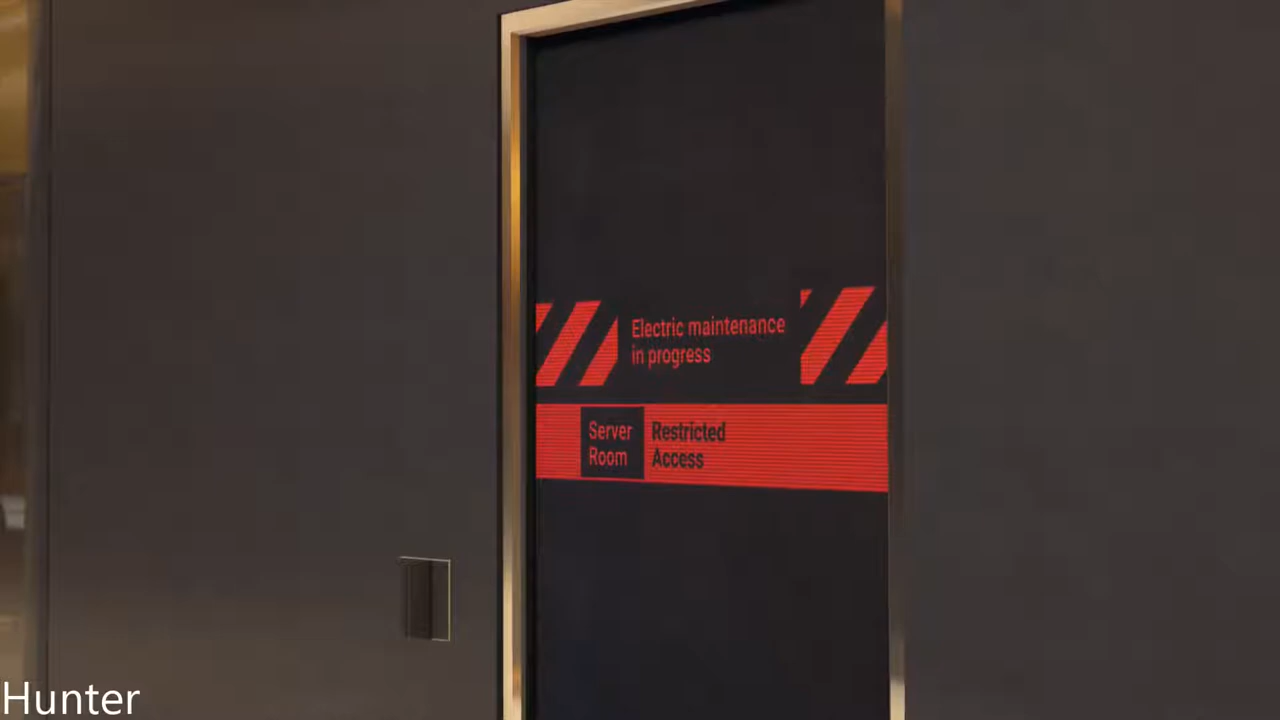 Electric maintenance
in progress
Server
Room
Restricted
Access
Hunter